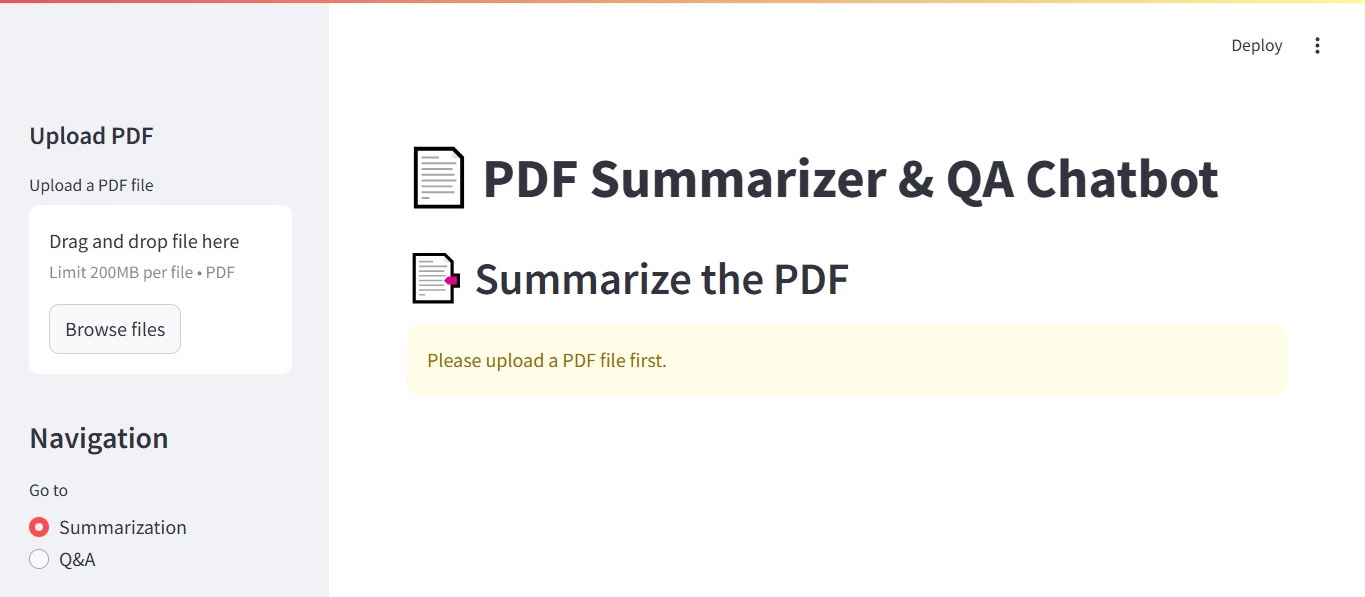 Deploy
Upload PDF
Upload a PDF file
Drag and drop file here
Limit 200MB per file • PDF
Browse files
Navigation
Go to
Summarization
Q&A
PDF Summarizer & QA Chatbot
Summarize the PDF
Please upload a PDF file first.